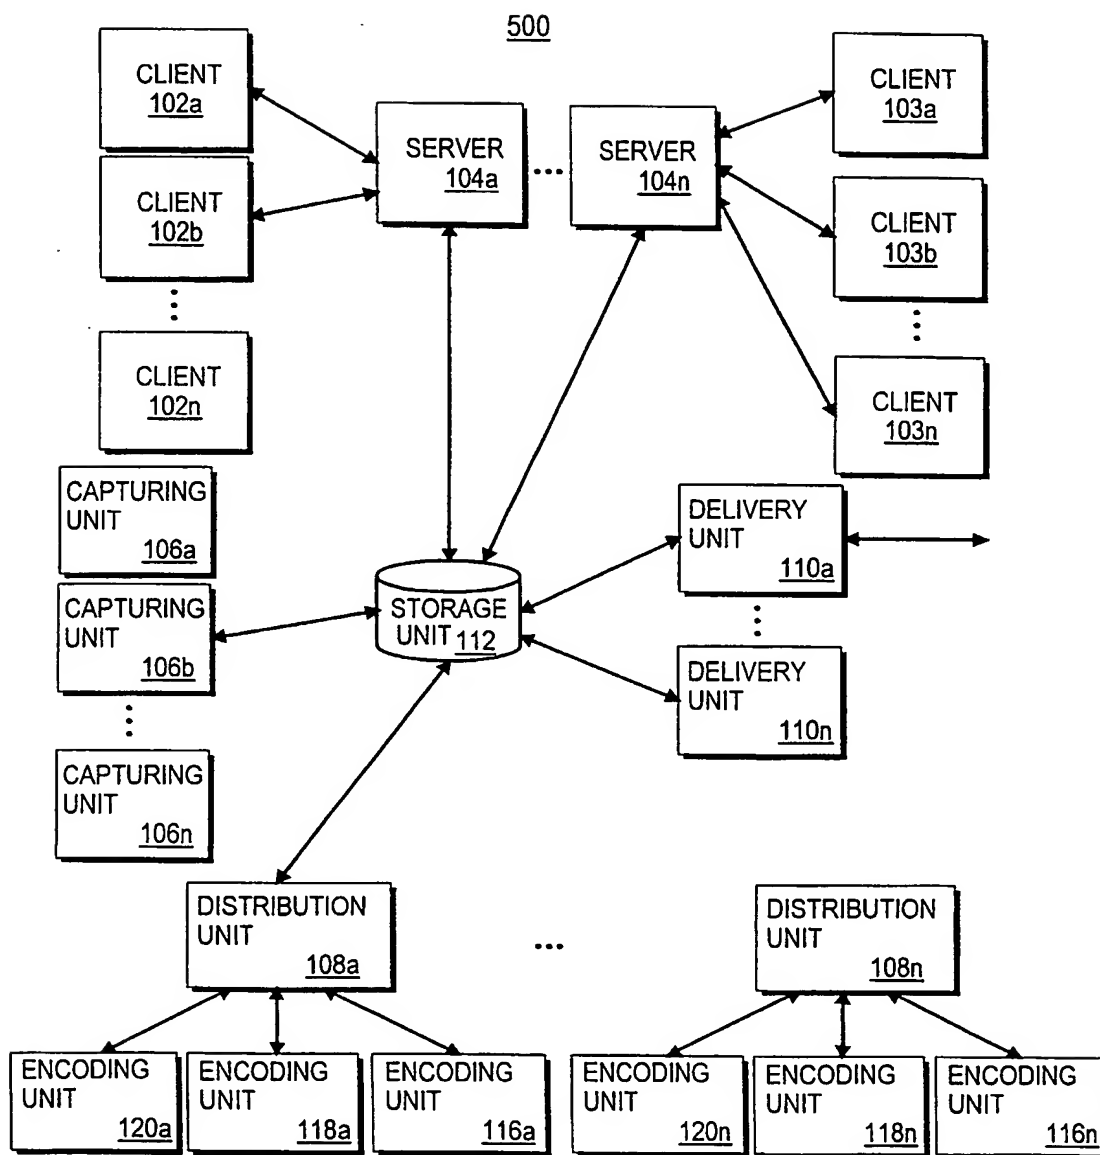 500
CLIENT
102a
CLIENT
102b
CLIENT
102n
SERVER
104a
SERVER
104n
CLIENT
103a
CLIENT
103b
CLIENT
103n
CAPTURING
UNIT
106a
CAPTURING
UNIT
106b
CAPTURING
UNIT
106n
STORAGE
UNIT 112
DELIVERY
UNIT
110a
DELIVERY
UNIT
110n
DISTRIBUTION
UNIT
108a
DISTRIBUTION
UNIT
108n
ENCODING
UNIT
120a
ENCODING
UNIT
118a
ENCODING
UNIT
116a
ENCODING
UNIT
120n
ENCODING
UNIT
118n
ENCODING
UNIT
116n